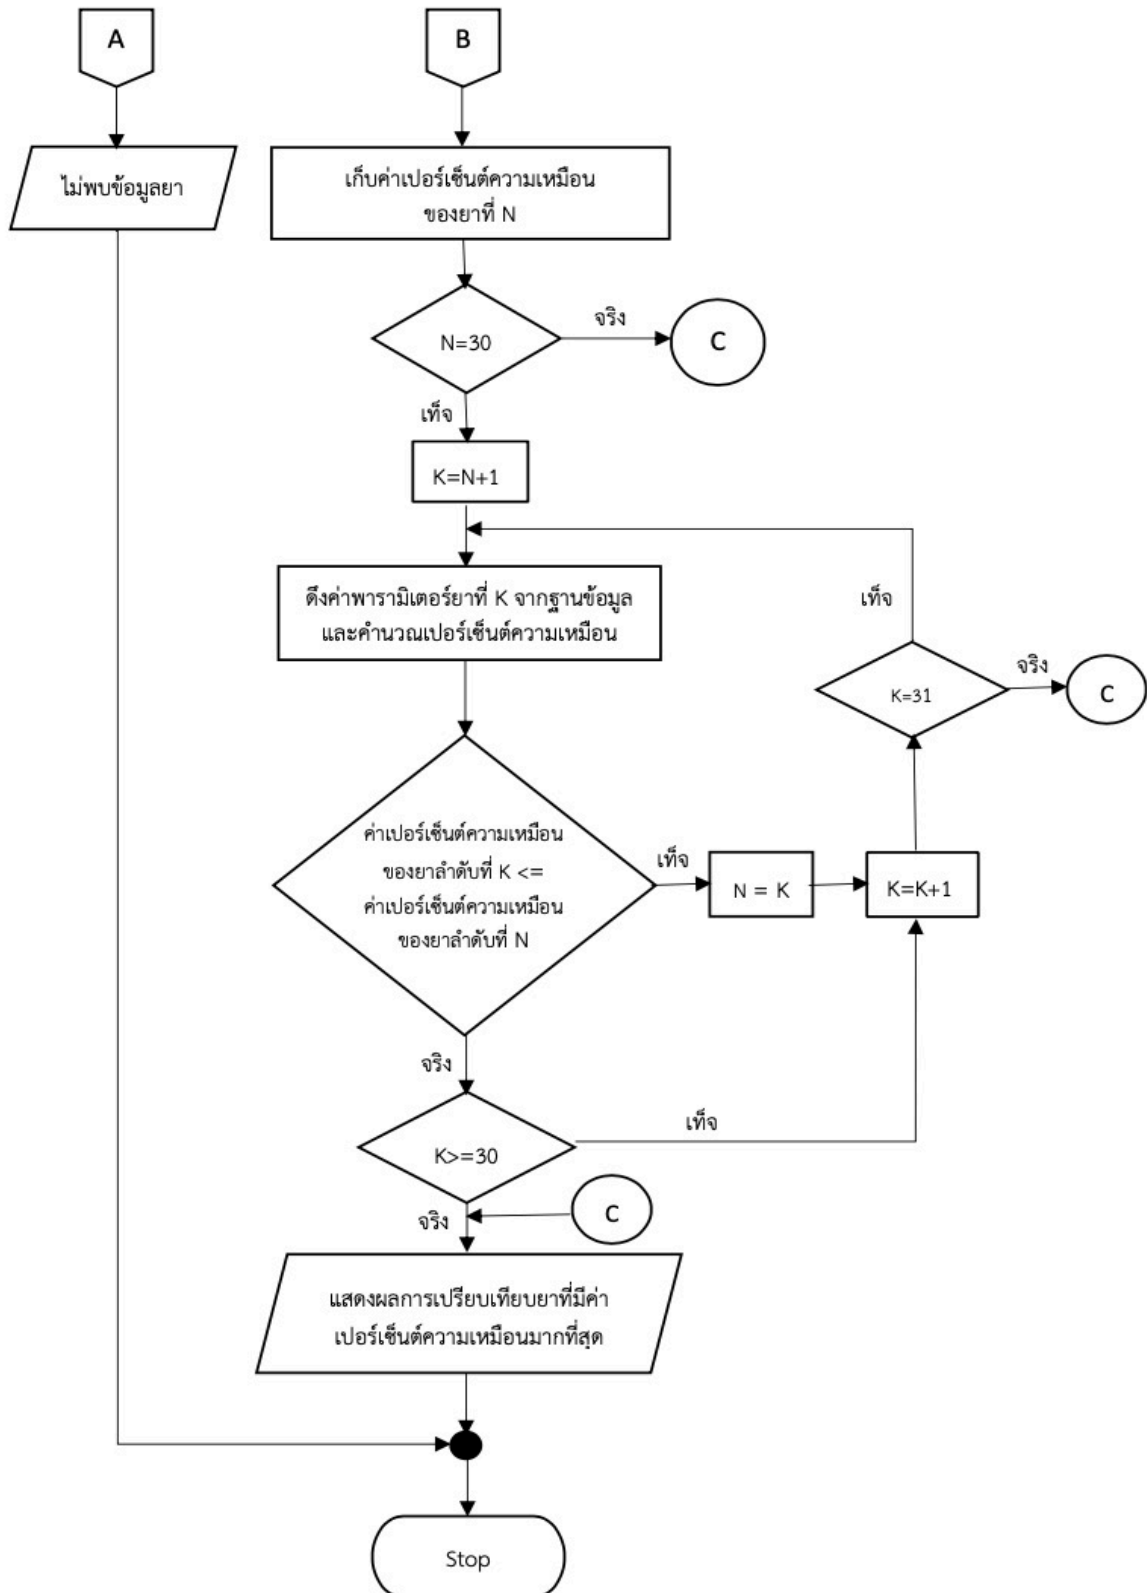 A
B
ไม่พบข้อมูลยา
เก็บค่าเปอร์เซ็นต์ความเหมือน
ของยาที่ N
N=30
จริง
C
เท็จ
K=N+1
ดึงค่าพารามิเตอร์ยาที่ K จากฐานข้อมูล
และคำนวณเปอร์เซ็นต์ความเหมือน
เท็จ
K=31
จริง
C
ค่าเปอร์เซ็นต์ความเหมือน
ของยาลำดับที่ K <=
ค่าเปอร์เซ็นต์ความเหมือน
ของยาลำดับที่ N
เท็จ
N = K
K=K+1
จริง
K>=30
เท็จ
จริง
C
แสดงผลการเปรียบเทียบยาที่มีค่า
เปอร์เซ็นต์ความเหมือนมากที่สุด
Stop